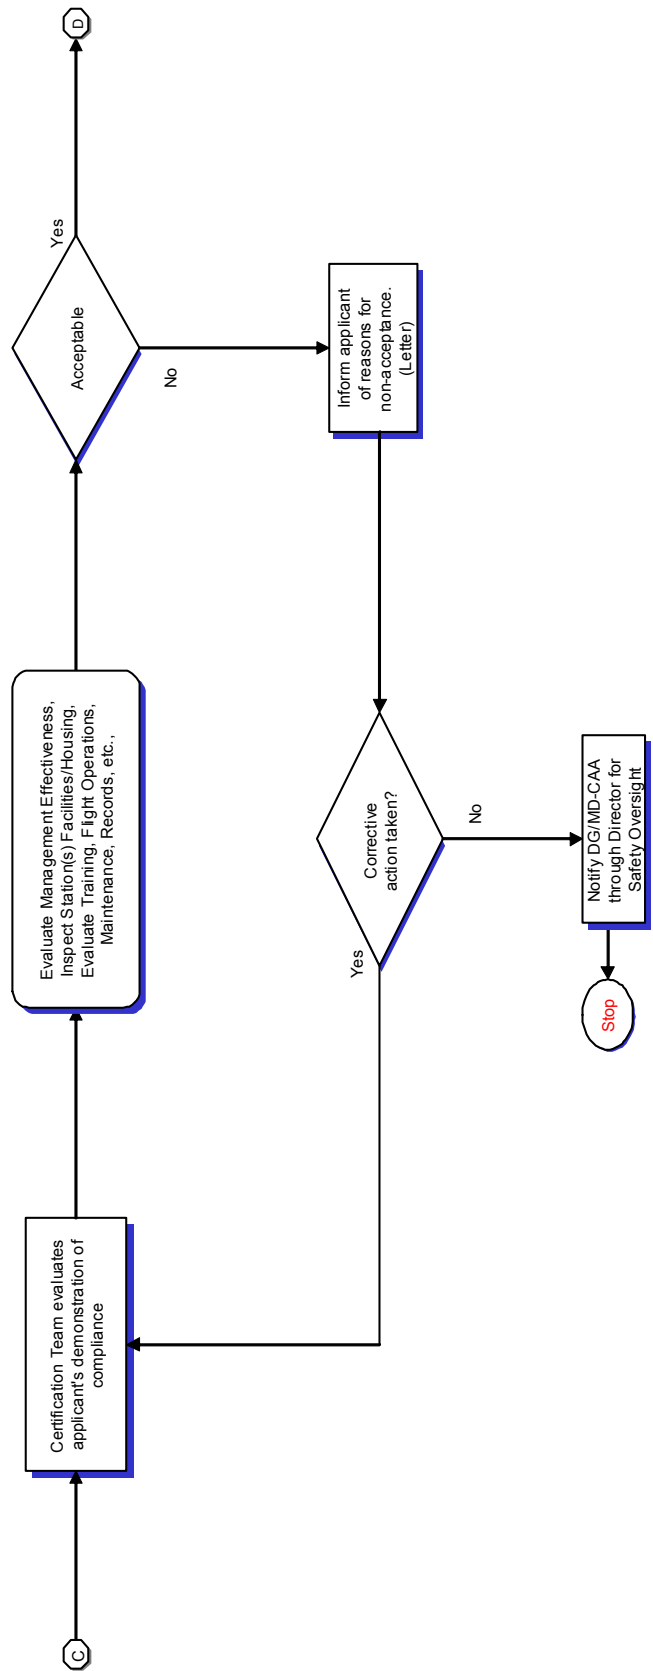 C
Certification Team evaluates
applicant's demonstration of
compliance
Evaluate Management Effectiveness,
Inspect Station(s) Facilities/Housing,
Evaluate Training, Flight Operations,
Maintenance, Records, etc.,
Acceptable
Yes
D
No
Inform applicant
of reasons for
non-acceptance.
(Letter)
Corrective
action taken?
Yes
No
Notify DG/MD-CAA
through Director for
Safety Oversight
Stop